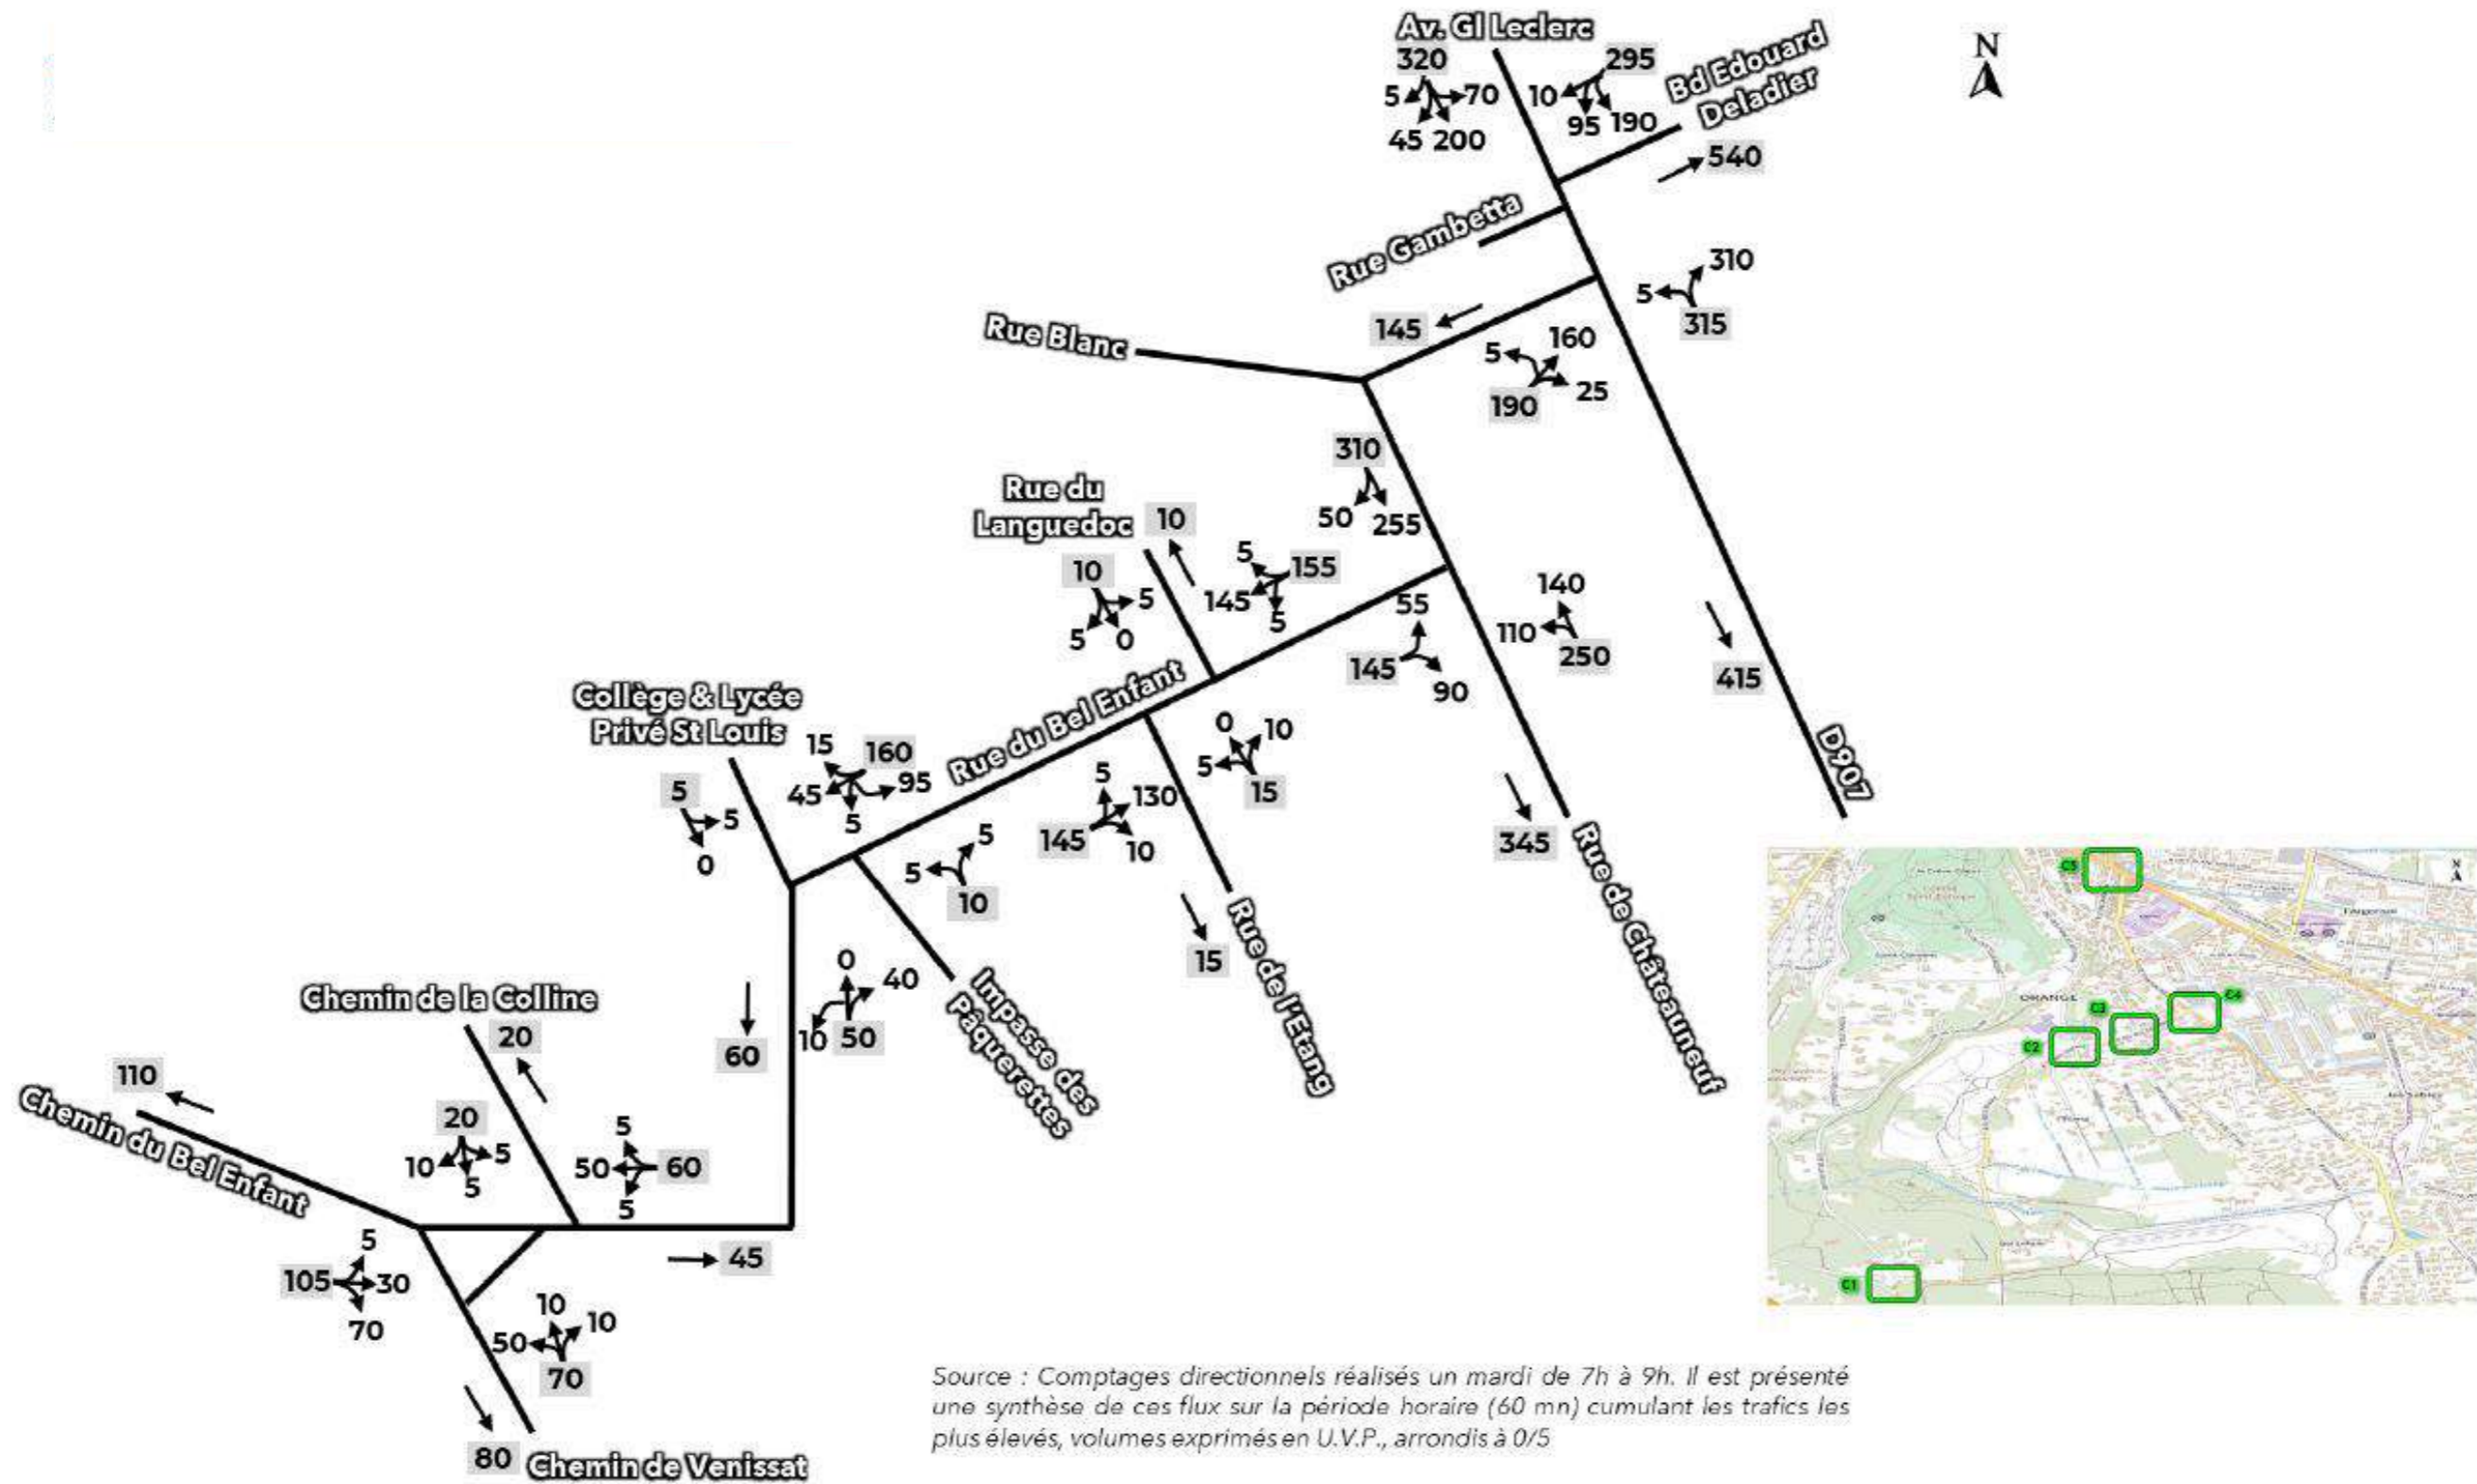 Av. Gl Leclerc
320
5
70
45 200
295
10
95 190
Bd Edouard
Deladier
540
N
Rue Gambetta
310
5
315
Rue Blanc
145
160
5
25
190
310
50 255
Rue du
Languedoc
10
10
5
5 0
5
155
145
5
55
145
90
140
110
250
415
D907
345
Rue de Châteauneuf
Collège & Lycée
Privé St Louis
5
5
0
15
160
45
95
5
Rue du Bel Enfant
5
5
10
5
130
145
10
0
10
5
15
15
Rue de l'Etang
Impasse des
Pâquerettes
60
0
40
10
50
Chemin de la Colline
20
110
Chemin du Bel Enfant
20
10
5
5
5
50
60
5
45
5
105
30
70
10
10
50
70
80
Chemin de Venissat
C5
N
ORANGE
C4
C3
C2
C1
Source : Comptages directionnels réalisés un mardi de 7h à 9h. Il est présenté
une synthèse de ces flux sur la période horaire (60 mn) cumulant les trafics les
plus élevés, volumes exprimés en U.V.P., arrondis à 0/5